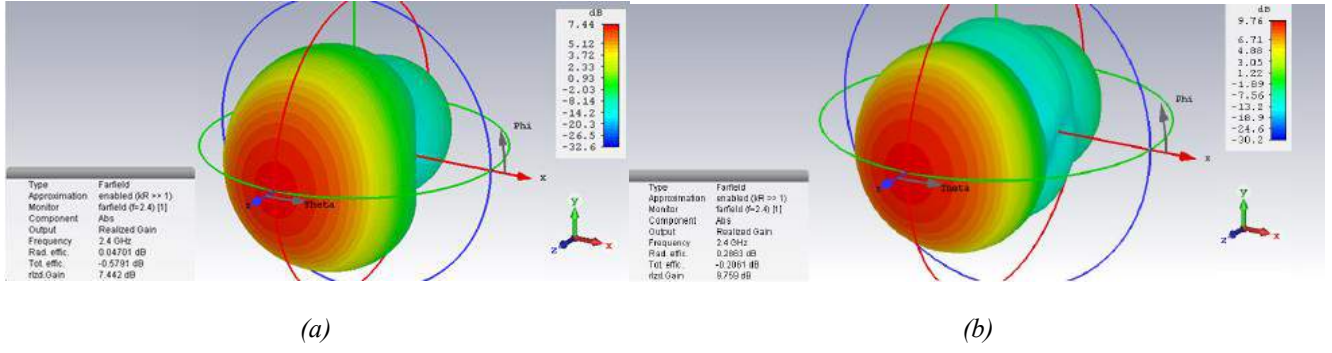 dB
7.44
5.12
3.72
2.33
0.93
-2.03
-8.14
-14.2
-20.3
-26.5
-32.6
Phi
x
Theta
z
y
z x
Type Farfield
Approximation enabled (kR >> 1)
Monitor farfield (f=2.4) [1]
Component Abs
Output Realized Gain
Frequency 2.4 GHz
Rad. effic. 0.04701 dB
Tot. effic. -0.5791 dB
rlzd.Gain 7.442 dB
(a)
dB
9.76
6.71
4.88
3.05
1.22
-1.89
-7.56
-13.2
-18.9
-24.6
-30.2
Phi
x
Theta
z
y
z x
Type Farfield
Approximation enabled (kR >> 1)
Monitor farfield (f=2.4) [1]
Component Abs
Output Realized Gain
Frequency 2.4 GHz
Rad. effic. 0.2863 dB
Tot. effic. -0.2061 dB
rlzd.Gain 9.759 dB
(b)